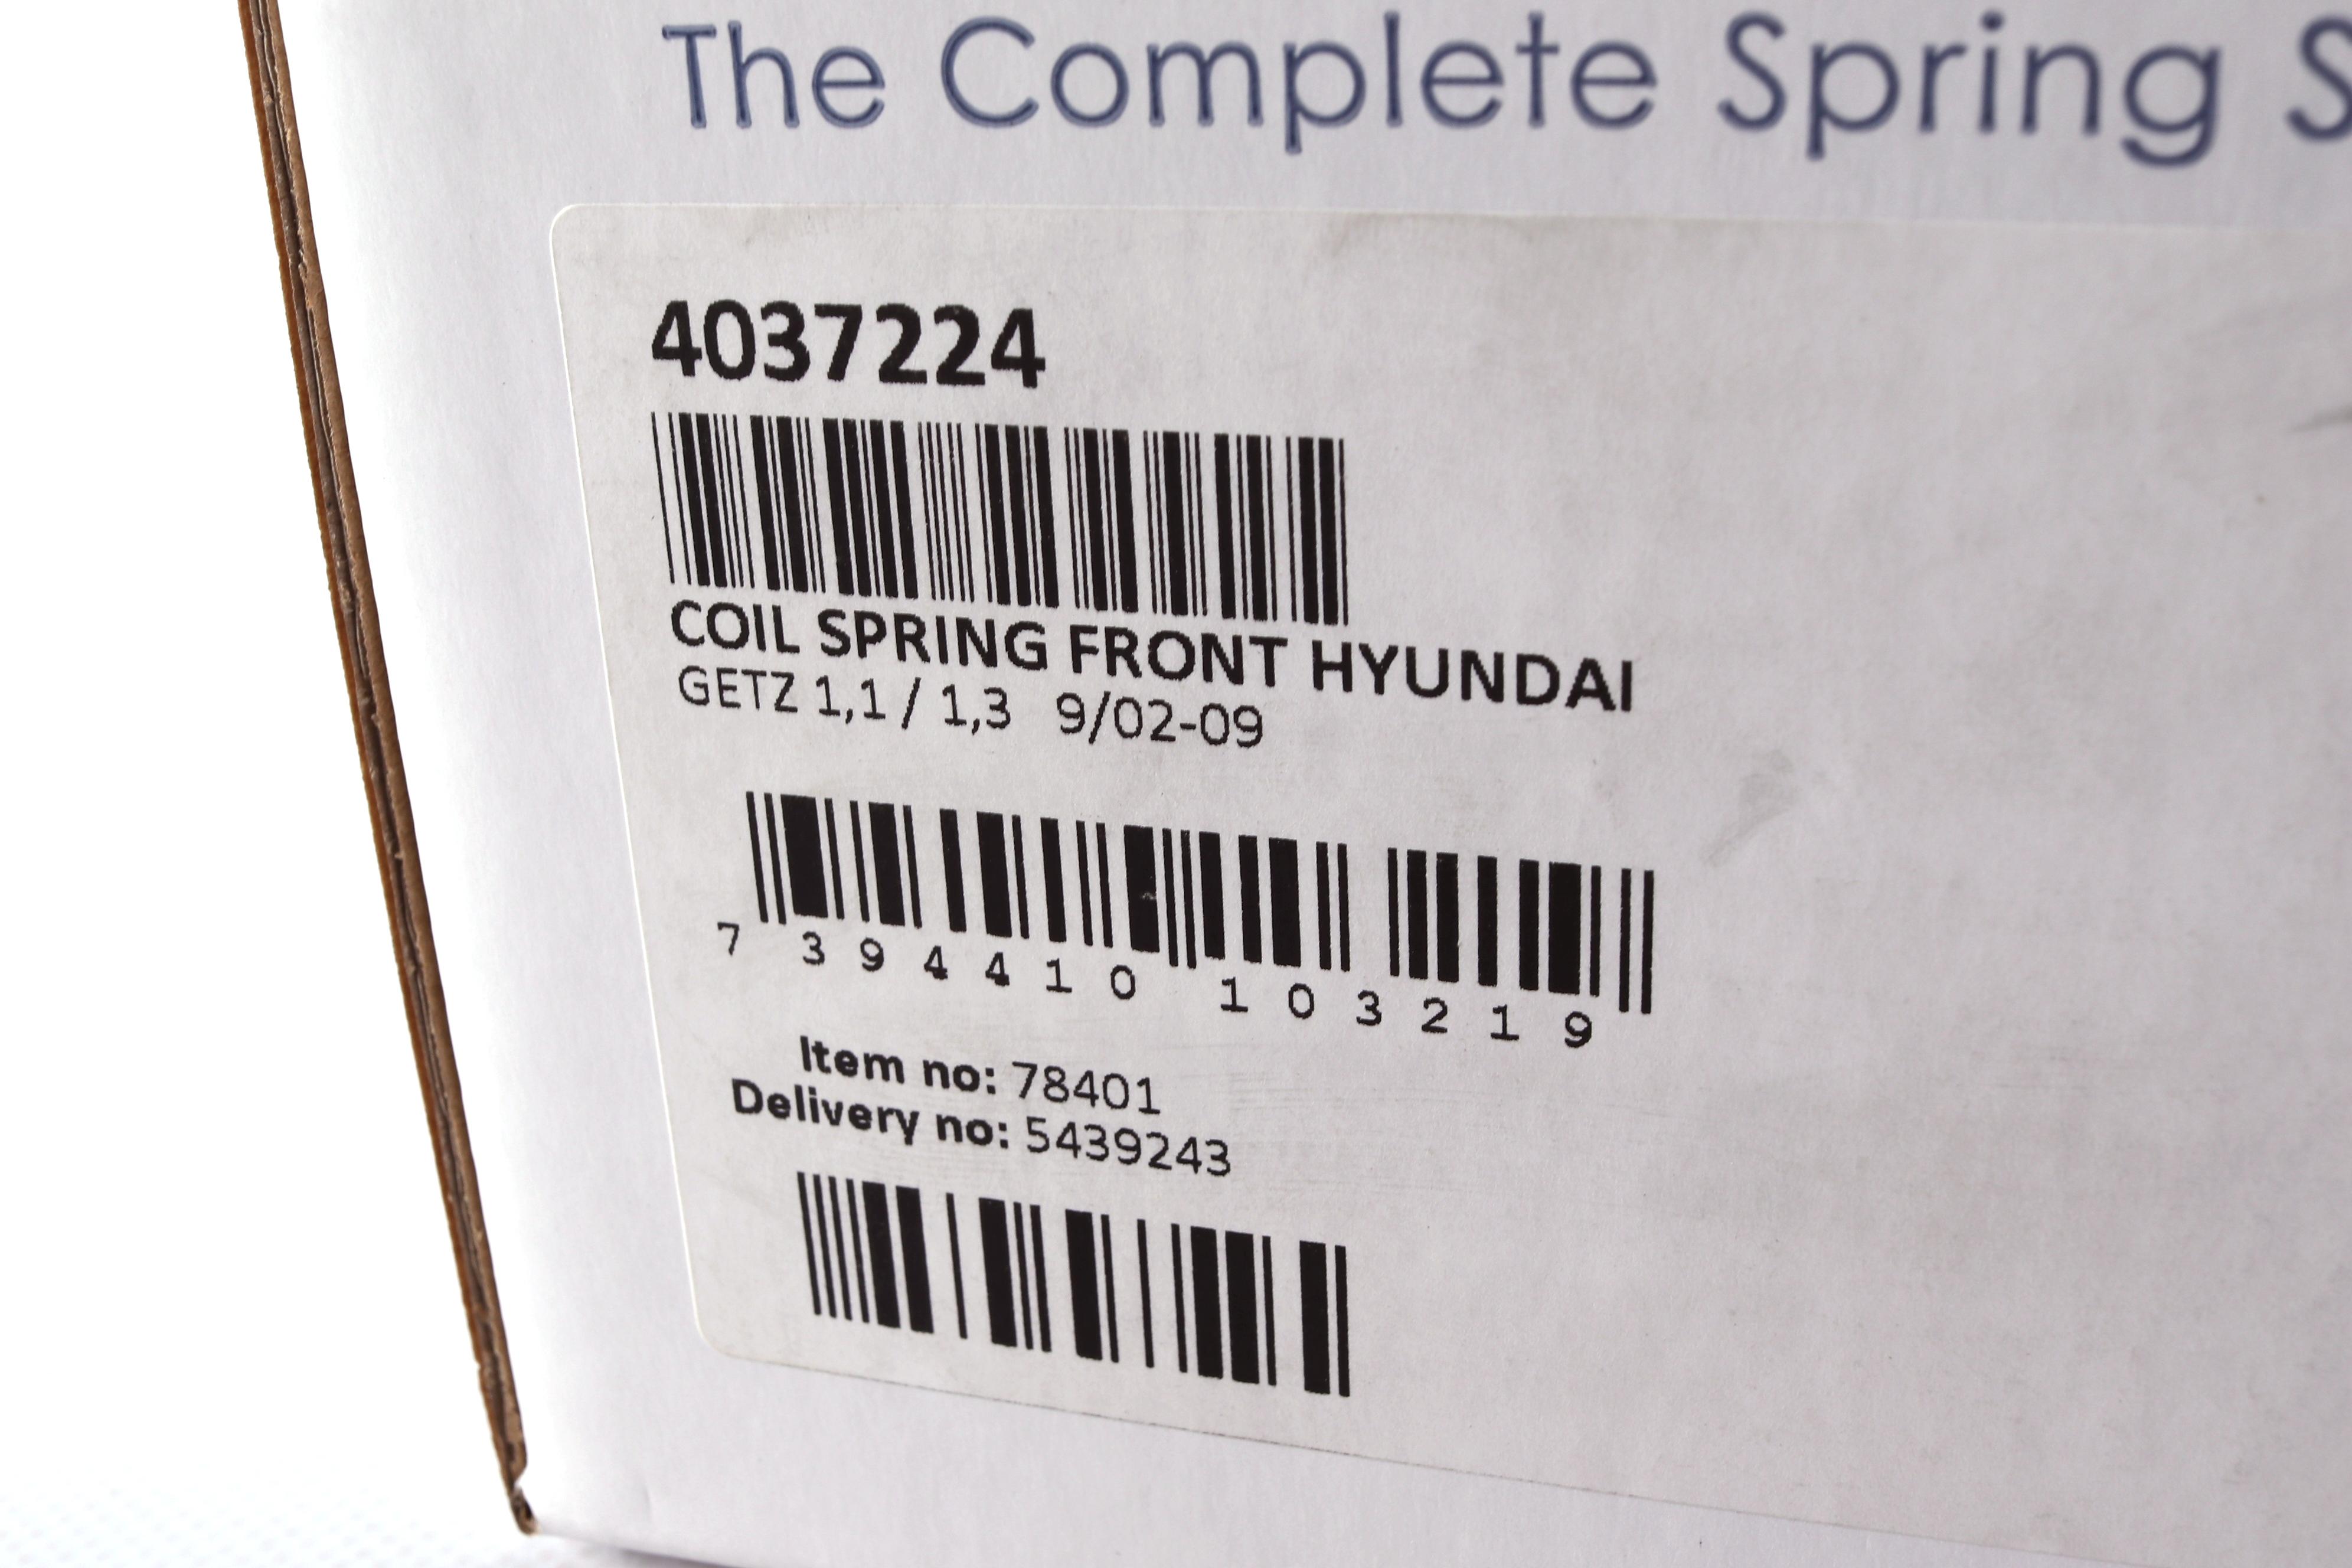 The Complete Spring
4037224
COIL SPRING FRONT HYUNDAI
GETZ 1,1 / 1,3 9/02-09
7 394410 103219
Item no: 78401
Delivery no: 5439243